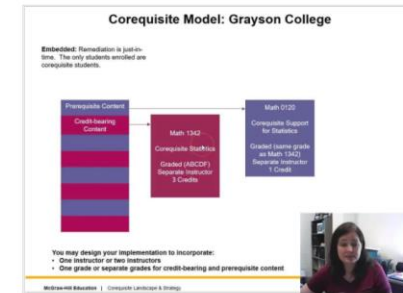 Corequisite Model: Grayson College
Embedded: Remediation is just-in-
time. The only students enrolled are
corequisite students.
Prerequisite Content
Credit-bearing
Content
Math 1342
Corequisite Statistics
Graded (ABCDF)
Separate Instructor
3 Credits
Math 0120
Corequisite Support
for Statistics
Graded (same grade
as Math 1342)
Separate Instructor
1 Credit
You may design your implementation to incorporate:
• One instructor or two instructors
• One grade or separate grades for credit-bearing and prerequisite content
McGraw-Hill Education | Corequisite Landscape & Strategy